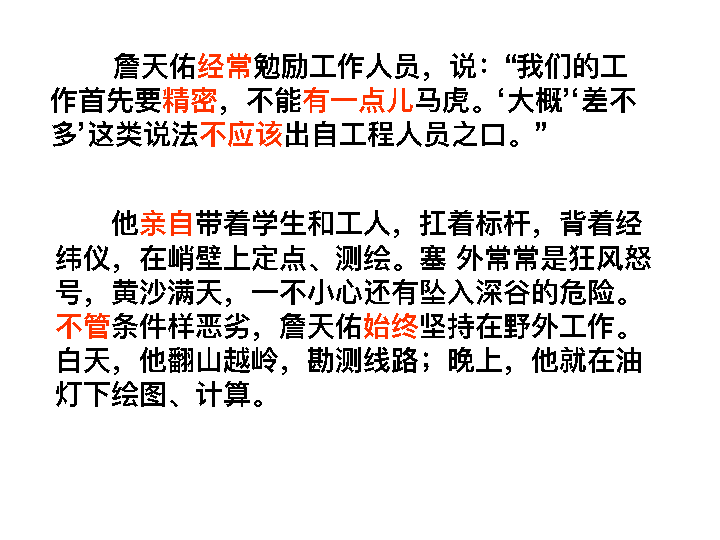 詹天佑经常勉励工作人员，说：“我们的工
作首先要精密，不能有一点儿马虎。‘大概’‘差不
多’这类说法不应该出自工程人员之口。”
他亲自带着学生和工人，扛着标杆，背着经
纬仪，在峭壁上定点、测绘。塞 外常常是狂风怒
号，黄沙满天，一不小心还有坠入深谷的危险。
不管条件样恶劣，詹天佑始终坚持在野外工作。
白天，他翻山越岭，勘测线路；晚上，他就在油
灯下绘图、计算。